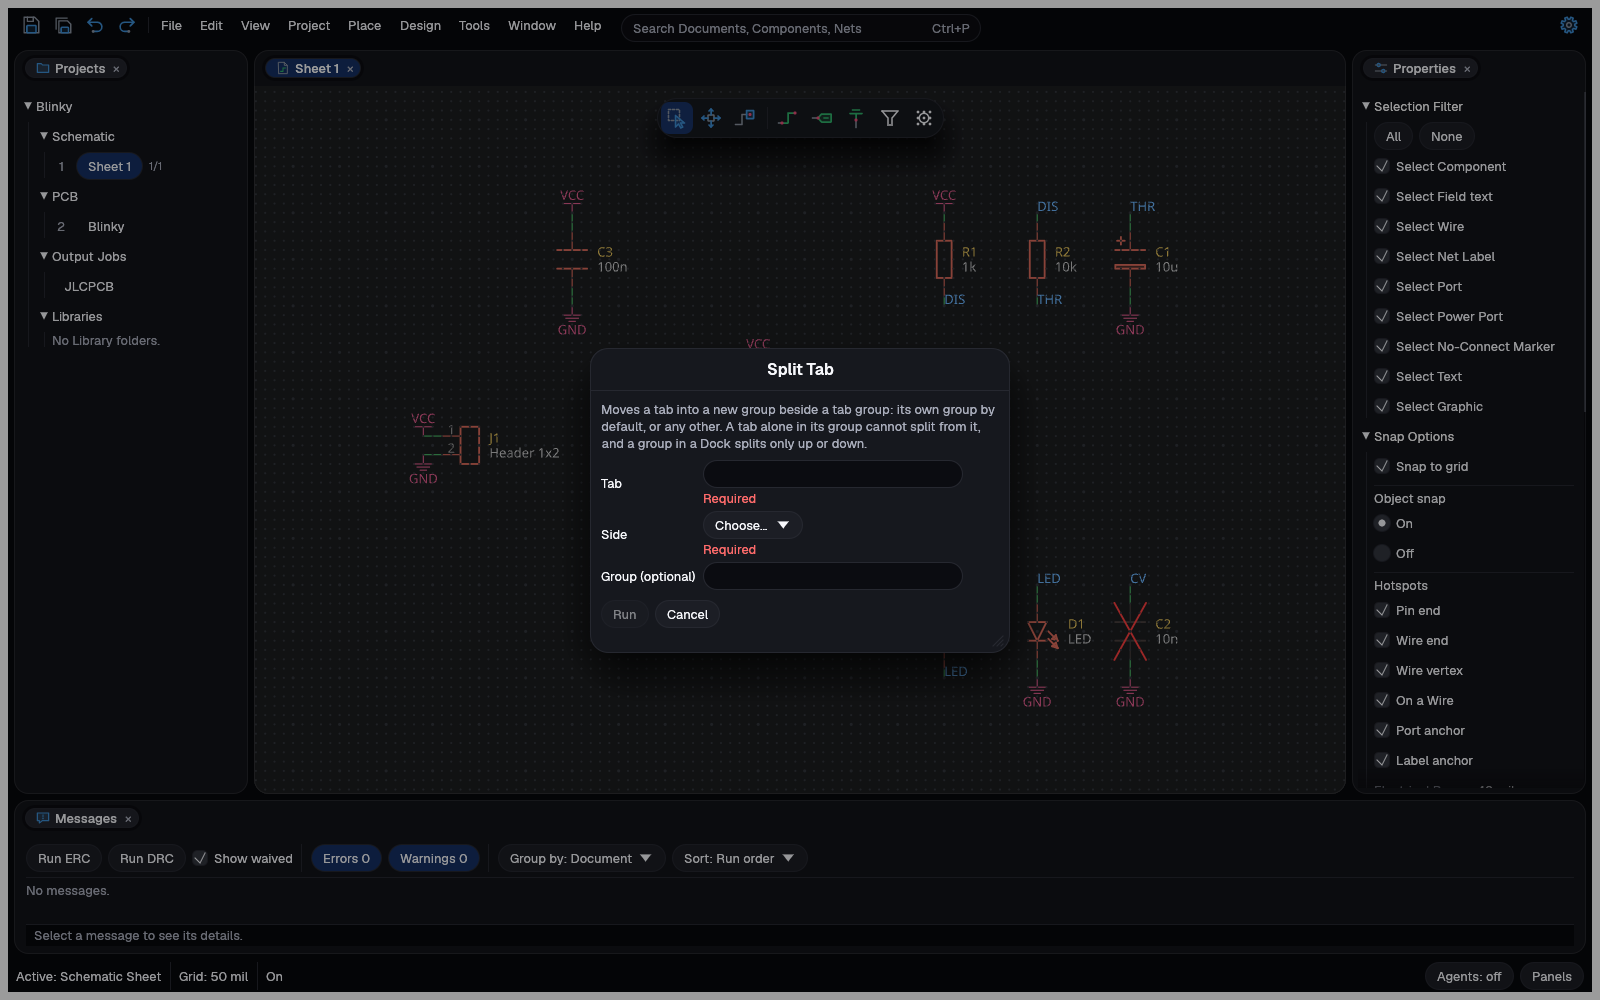 File Edit View Project Place Design Tools Window Help
Search Documents, Components, Nets Ctrl+P
Projects ×
Blinky
Schematic
1 Sheet 1 1/1
PCB
2 Blinky
Output Jobs
JLCPCB
Libraries
No Library folders.
Sheet 1 ×
VCC
C3
100n
GND
VCC
R1
1k
DIS
DIS
R2
10k
THR
THR
C1
10u
GND
VCC
VCC
1
2
J1
Header 1x2
GND
Split Tab
Moves a tab into a new group beside a tab group: its own group by
default, or any other. A tab alone in its group cannot split from it,
and a group in a Dock splits only up or down.
Tab
Required
Side Choose...
Required
Group (optional)
Run Cancel
LED
LED
D1
LED
GND
CV
C2
10n
GND
Properties ×
Selection Filter
All None
Select Component
Select Field text
Select Wire
Select Net Label
Select Port
Select Power Port
Select No-Connect Marker
Select Text
Select Graphic
Snap Options
Snap to grid
Object snap
On
Off
Hotspots
Pin end
Wire end
Wire vertex
On a Wire
Port anchor
Label anchor
Messages ×
Run ERC Run DRC Show waived Errors 0 Warnings 0 Group by: Document Sort: Run order
No messages.
Select a message to see its details.
Active: Schematic Sheet Grid: 50 mil On
Agents: off Panels